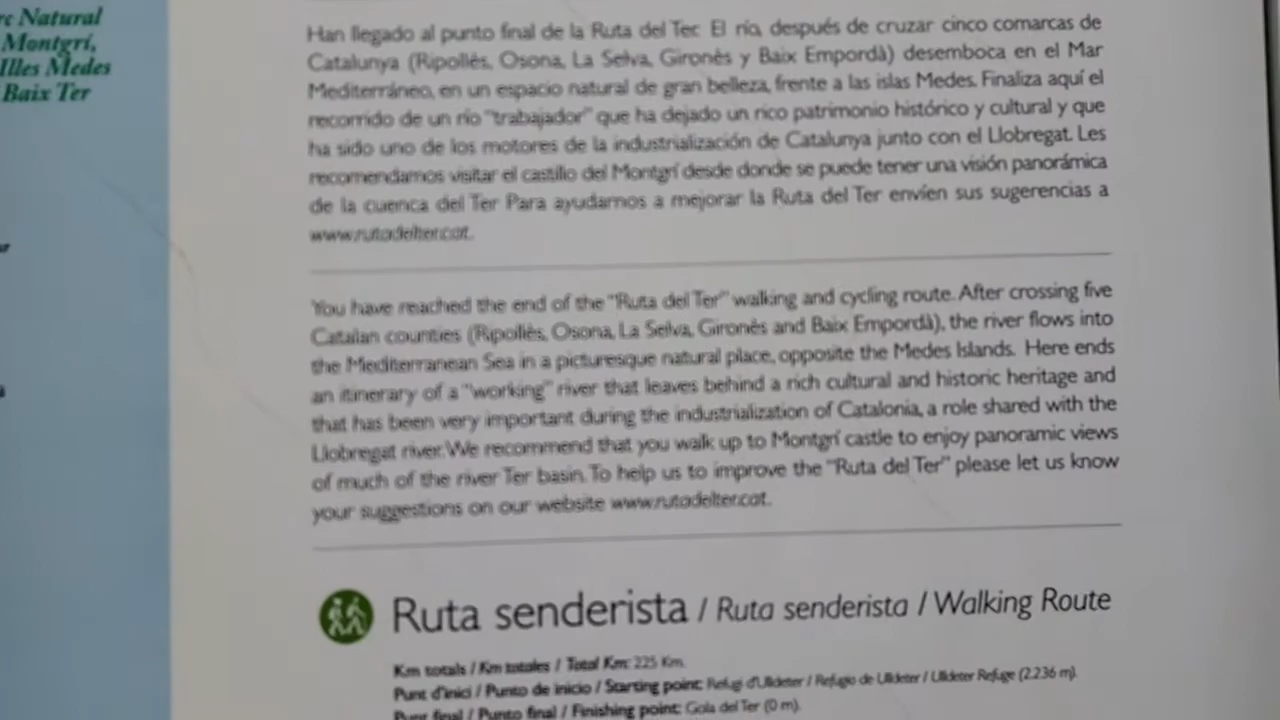 re Natural
Montgrí,
Illes Medes
Baix Ter
Han llegado al punto final de la Ruta del Ter. El río, después de cruzar cinco comarcas de
Catalunya (Ripollès, Osona, La Selva, Gironès y Baix Empordà) desemboca en el Mar
Mediterráneo, en un espacio natural de gran belleza, frente a las islas Medes. Finaliza aquí el
recorrido de un río "trabajador" que ha dejado un rico patrimonio histórico y cultural y que
ha sido uno de los motores de la industrialización de Catalunya junto con el Llobregat. Les
recomendamos visitar el castillo del Montgrí desde donde se puede tener una visión panorámica
de la cuenca del Ter. Para ayudarnos a mejorar la Ruta del Ter envíen sus sugerencias a
www.rutadelter.cat.
You have reached the end of the "Ruta del Ter" walking and cycling route. After crossing five
Catalan counties (Ripollès, Osona, La Selva, Gironès and Baix Empordà), the river flows into
the Mediterranean Sea in a picturesque natural place, opposite the Medes Islands. Here ends
an itinerary of a "working" river that leaves behind a rich cultural and historic heritage and
that has been very important during the industrialization of Catalonia, a role shared with the
Llobregat river. We recommend that you walk up to Montgrí castle to enjoy panoramic views
of much of the river Ter basin. To help us to improve the "Ruta del Ter" please let us know
your suggestions on our website www.rutadelter.cat.
Ruta senderista / Ruta senderista / Walking Route
Km totals / Km totales / Total Km: 225 Km.
Punt d'inici / Punto de inicio / Starting point: Refugi d'Ulldeter / Refugio de Ulldeter / Ulldeter Refuge (2.236 m).
Punt final / Punto final / Finishing point: Gola del Ter (0 m).